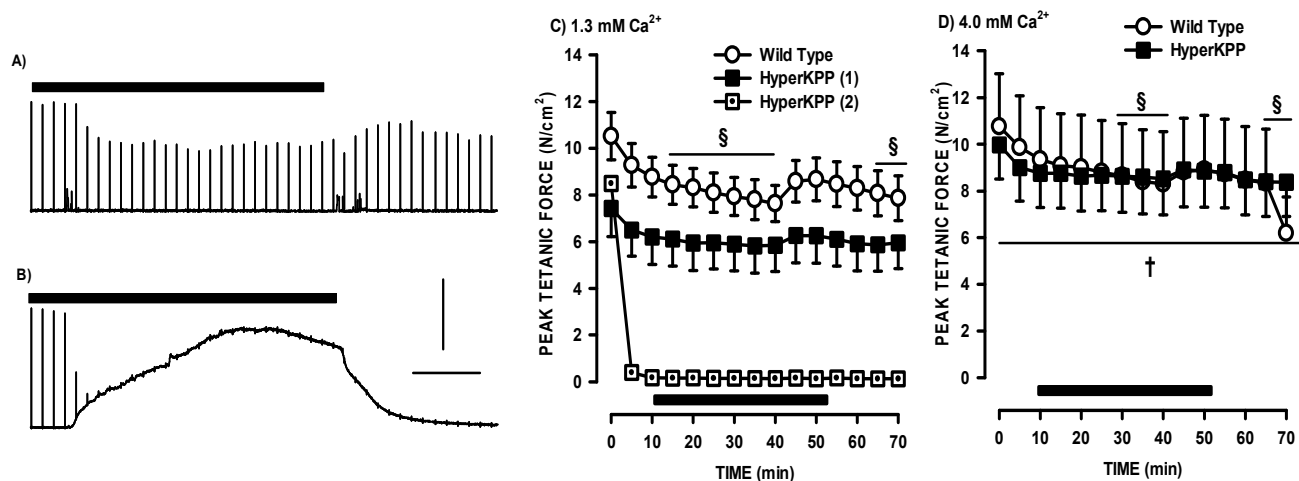 A)
B)
C) 1.3 mM Ca²⁺
Wild Type
HyperKPP (1)
HyperKPP (2)
§
§
PEAK TETANIC FORCE (N/cm²)
14
12
10
8
6
4
2
0
0 10 20 30 40 50 60 70
TIME (min)
D) 4.0 mM Ca²⁺
Wild Type
HyperKPP
§
§
†
PEAK TETANIC FORCE (N/cm²)
14
12
10
8
6
4
2
0
0 10 20 30 40 50 60 70
TIME (min)